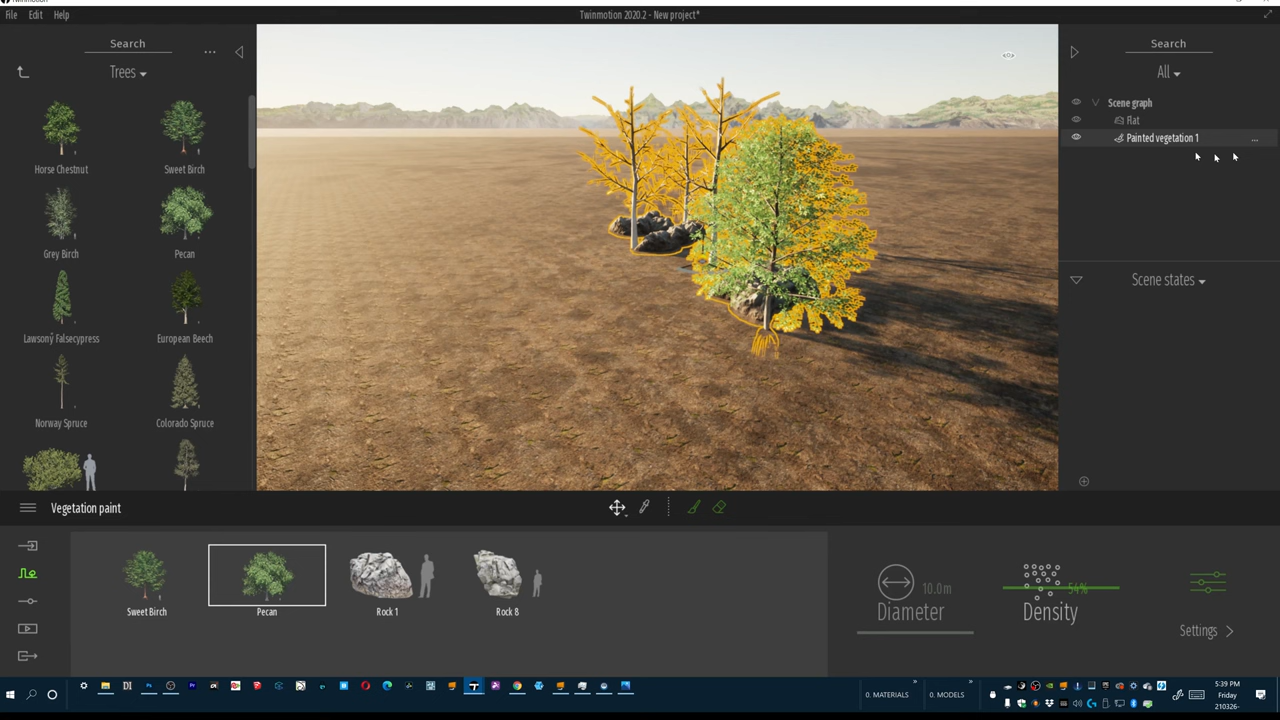 Twinmotion
File Edit Help
Twinmotion 2020.2 - New project*
Search
...
Trees
Horse Chestnut
Sweet Birch
Grey Birch
Pecan
Lawsony Falsecypress
European Beech
Norway Spruce
Colorado Spruce
Search
All
Scene graph
Flat
Painted vegetation 1
...
Scene states
Vegetation paint
Sweet Birch
Pecan
Rock 1
Rock 8
10.0m
Diameter
54%
Density
Settings
0. MATERIALS
0. MODELS
5:39 PM
Friday
210326-